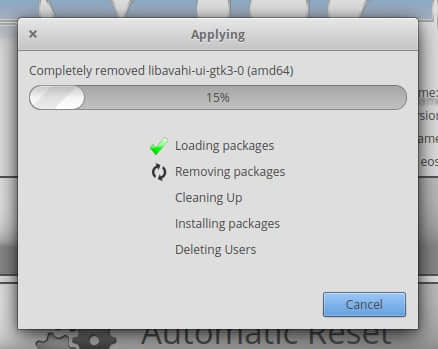 Applying
Completely removed libavahi-ui-gtk3-0 (amd64)
15%
Loading packages
Removing packages
Cleaning Up
Installing packages
Deleting Users
Cancel
Automatic Reset